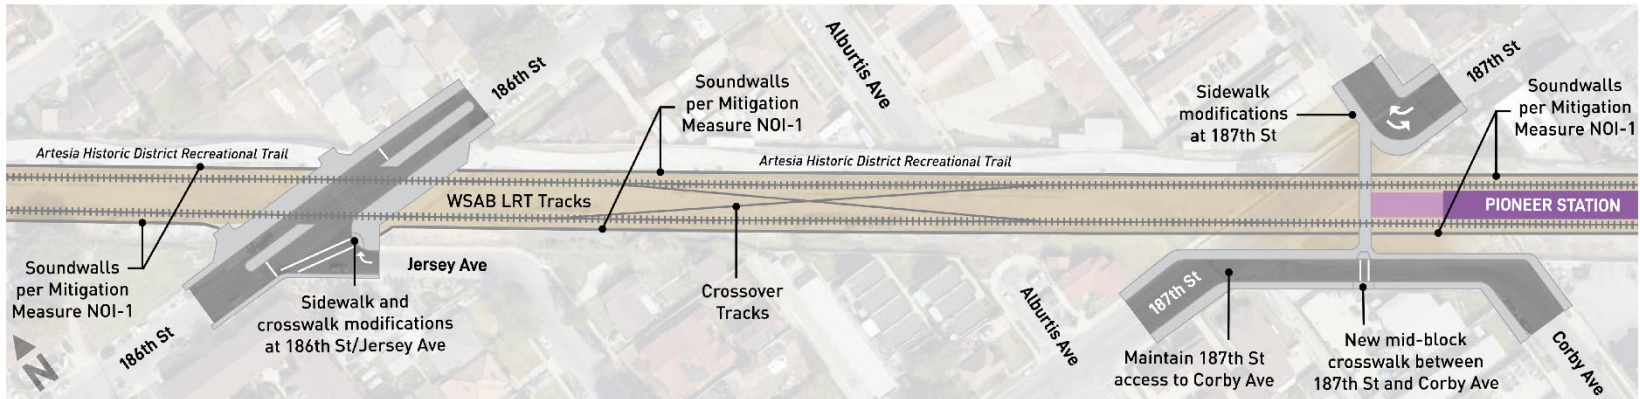 186th St
Soundwalls
per Mitigation
Measure NOI-1
Alburtis Ave
Sidewalk
modifications
at 187th St
187th St
Soundwalls
per Mitigation
Measure NOI-1
Artesia Historic District Recreational Trail
Artesia Historic District Recreational Trail
WSAB LRT Tracks
PIONEER STATION
Soundwalls
per Mitigation
Measure NOI-1
Jersey Ave
186th St
Sidewalk and
crosswalk modifications
at 186th St/Jersey Ave
Crossover
Tracks
Alburtis Ave
187th St
Maintain 187th St
access to Corby Ave
New mid-block
crosswalk between
187th St and Corby Ave
Corby Ave
N